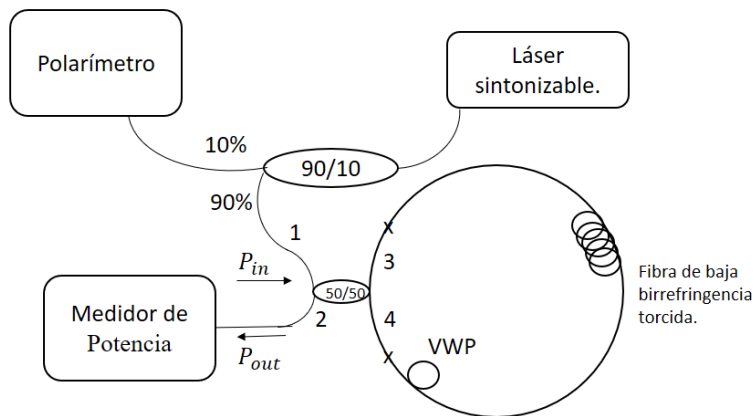 Polarímetro
Láser
sintonizable.
10%
90/10
90%
1
x
3
P_in
50/50
2
4
Medidor de
Potencia
P_out
x
VWP
Fibra de baja
birrefringencia
torcida.